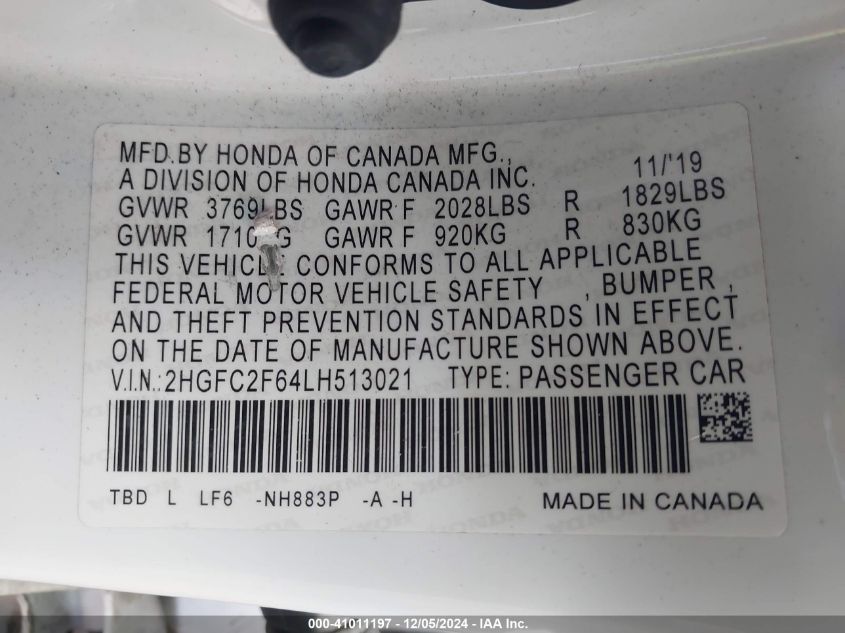 MFD.BY HONDA OF CANADA MFG., 11/'19
A DIVISION OF HONDA CANADA INC.
GVWR 3769LBS GAWR F 2028LBS R 1829LBS
GVWR 1710KG GAWR F 920KG R 830KG
THIS VEHICLE CONFORMS TO ALL APPLICABLE
FEDERAL MOTOR VEHICLE SAFETY , BUMPER ,
AND THEFT PREVENTION STANDARDS IN EFFECT
ON THE DATE OF MANUFACTURE SHOWN ABOVE.
V.I.N.: 2HGFC2F64LH513021 TYPE: PASSENGER CAR
TBD L LF6 -NH883P -A -H MADE IN CANADA
000-41011197 - 12/05/2024 - IAA Inc.